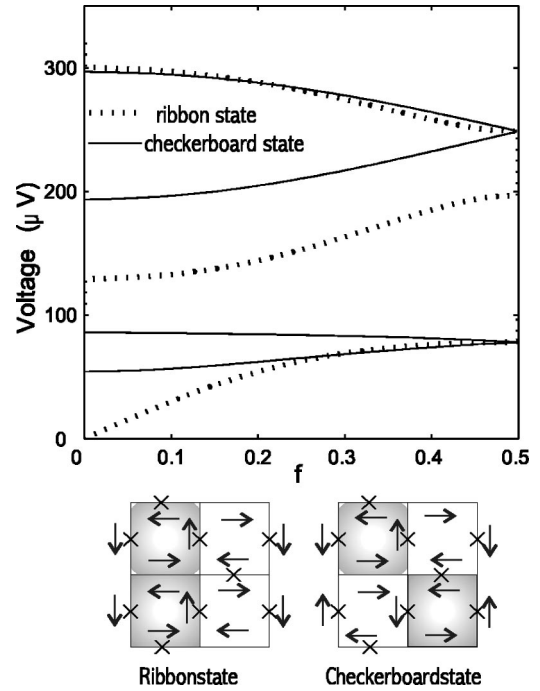 300
ribbon state
checkerboard state
200
Voltage (μ V)
100
0
0 0.1 0.2 0.3 0.4 0.5
f
Ribbonstate Checkerboardstate